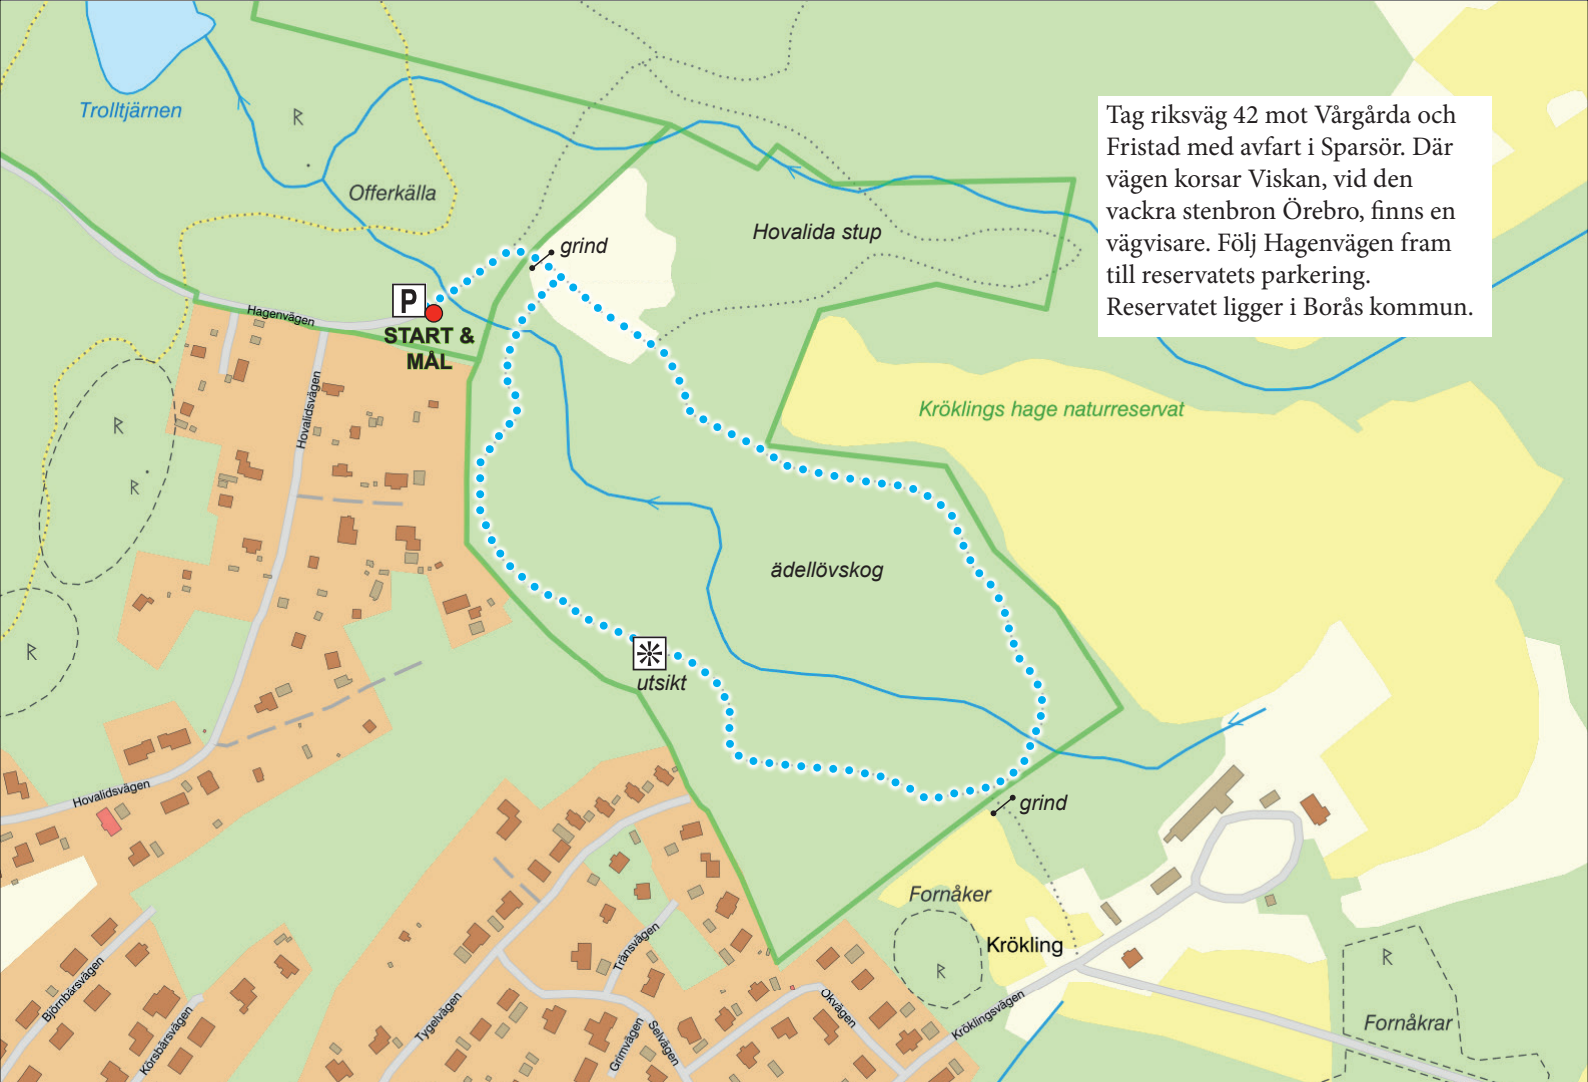 Trolltjärnen
R
Offerkälla
grind
Hovalida stup
Tag riksväg 42 mot Vårgårda och
Fristad med avfart i Sparsör. Där
vägen korsar Viskan, vid den
vackra stenbron Örebro, finns en
vägvisare. Följ Hagenvägen fram
till reservatets parkering.
Reservatet ligger i Borås kommun.
P
Hagenvägen
START &
MÅL
Hovalidsvägen
R
R
Kröklings hage naturreservat
ädellövskog
R
utsikt
Hovalidsvägen
grind
Fornåker
Krökling
R
R
Björnbärsvägen
Körsbärsvägen
Tygelvägen
Tränsvägen
Grimvägen
Selvägen
Okvägen
Kröklingsvägen
Fornåkrar